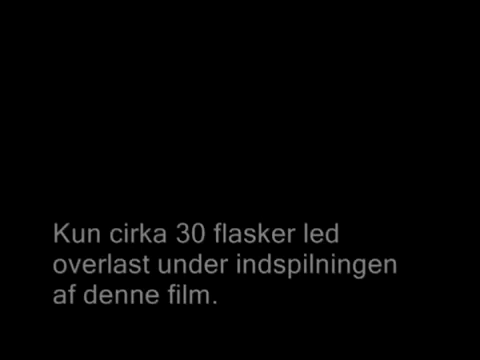 Kun cirka 30 flasker led
overlast under indspilningen
af denne film.